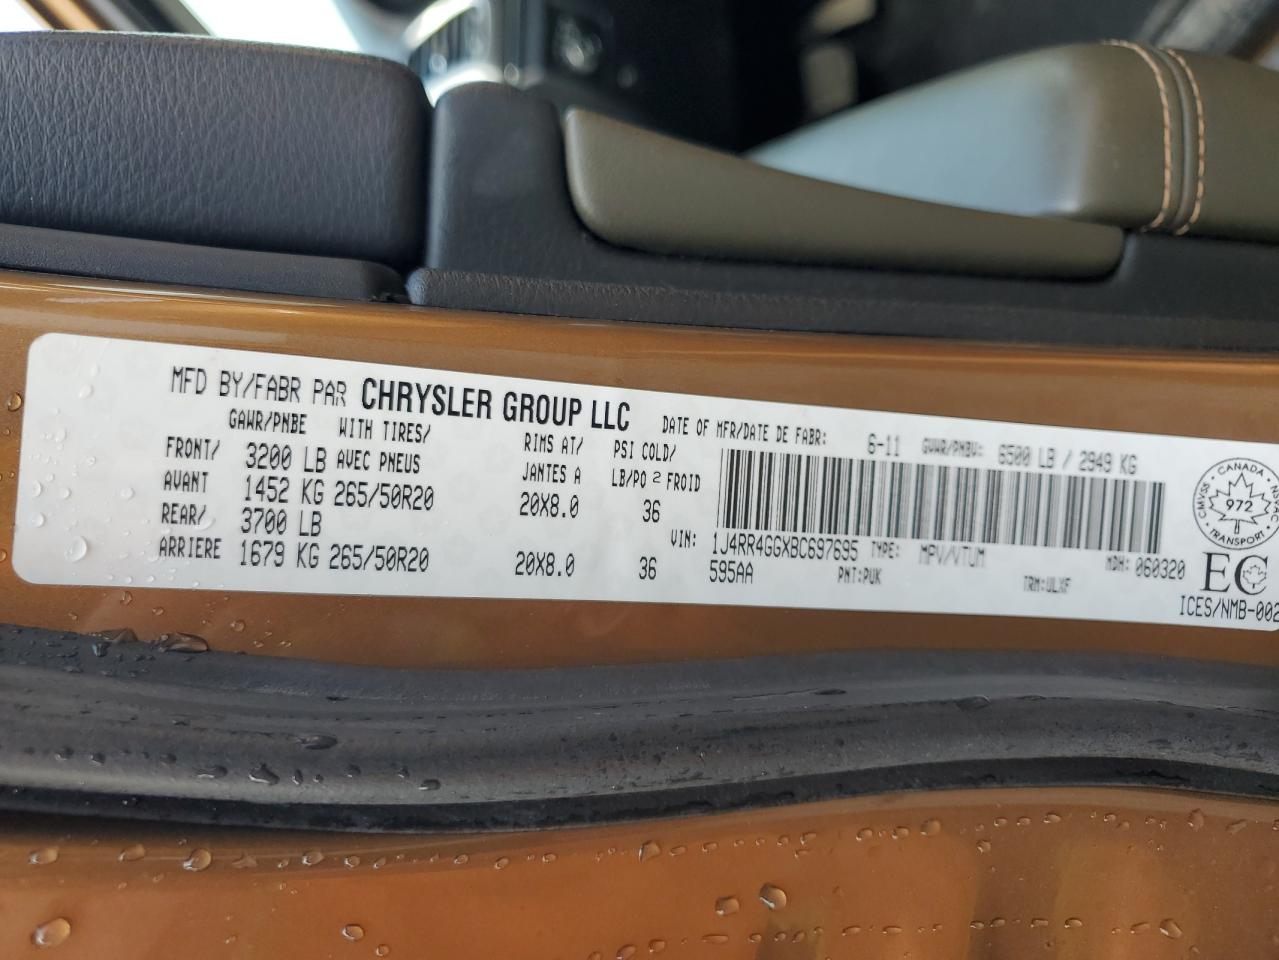 MFD BY/FABR PAR CHRYSLER GROUP LLC DATE OF MFR/DATE DE FABR: 6-11 GVWR/PNBV: 6500 LB / 2949 KG
GAWR/PNBE WITH TIRES/ RIMS AT/ PSI COLD/
FRONT/ 3200 LB AVEC PNEUS JANTES A LB/PO 2 FROID
AVANT 1452 KG 265/50R20 20X8.0 36
REAR/ 3700 LB
ARRIERE 1679 KG 265/50R20 20X8.0 36
VIN: 1J4RR4GGXBC697695 TYPE: MPV/VTUM MDH: 060320
595AA PNT:PUK TRM:ULXF
CANADA
CMVSS
972
NSVAC
TRANSPORT
EC
ICES/NMB-002